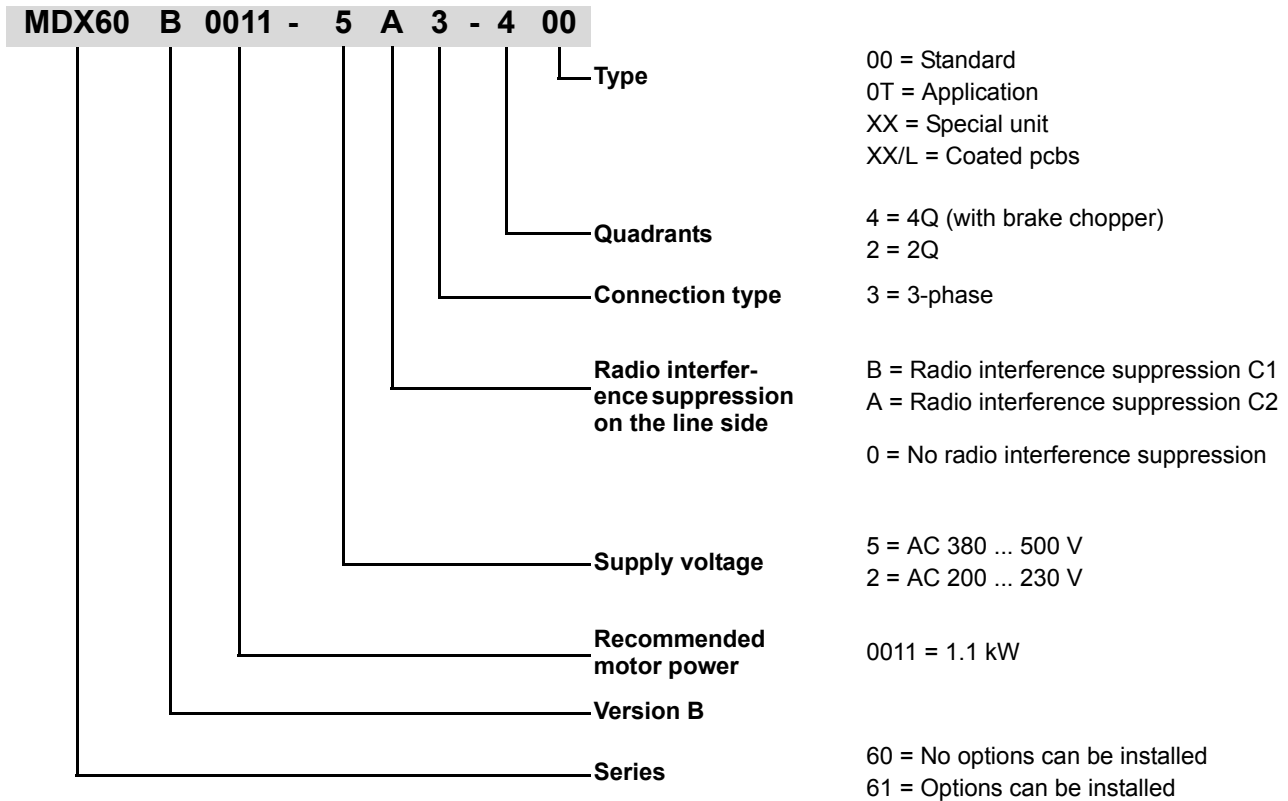 MDX60 B 0011 - 5 A 3 - 4 00
Type
00 = Standard
0T = Application
XX = Special unit
XX/L = Coated pcbs
Quadrants
4 = 4Q (with brake chopper)
2 = 2Q
Connection type
3 = 3-phase
Radio interfer-
ence suppression
on the line side
B = Radio interference suppression C1
A = Radio interference suppression C2
0 = No radio interference suppression
Supply voltage
5 = AC 380 ... 500 V
2 = AC 200 ... 230 V
Recommended
motor power
0011 = 1.1 kW
Version B
Series
60 = No options can be installed
61 = Options can be installed